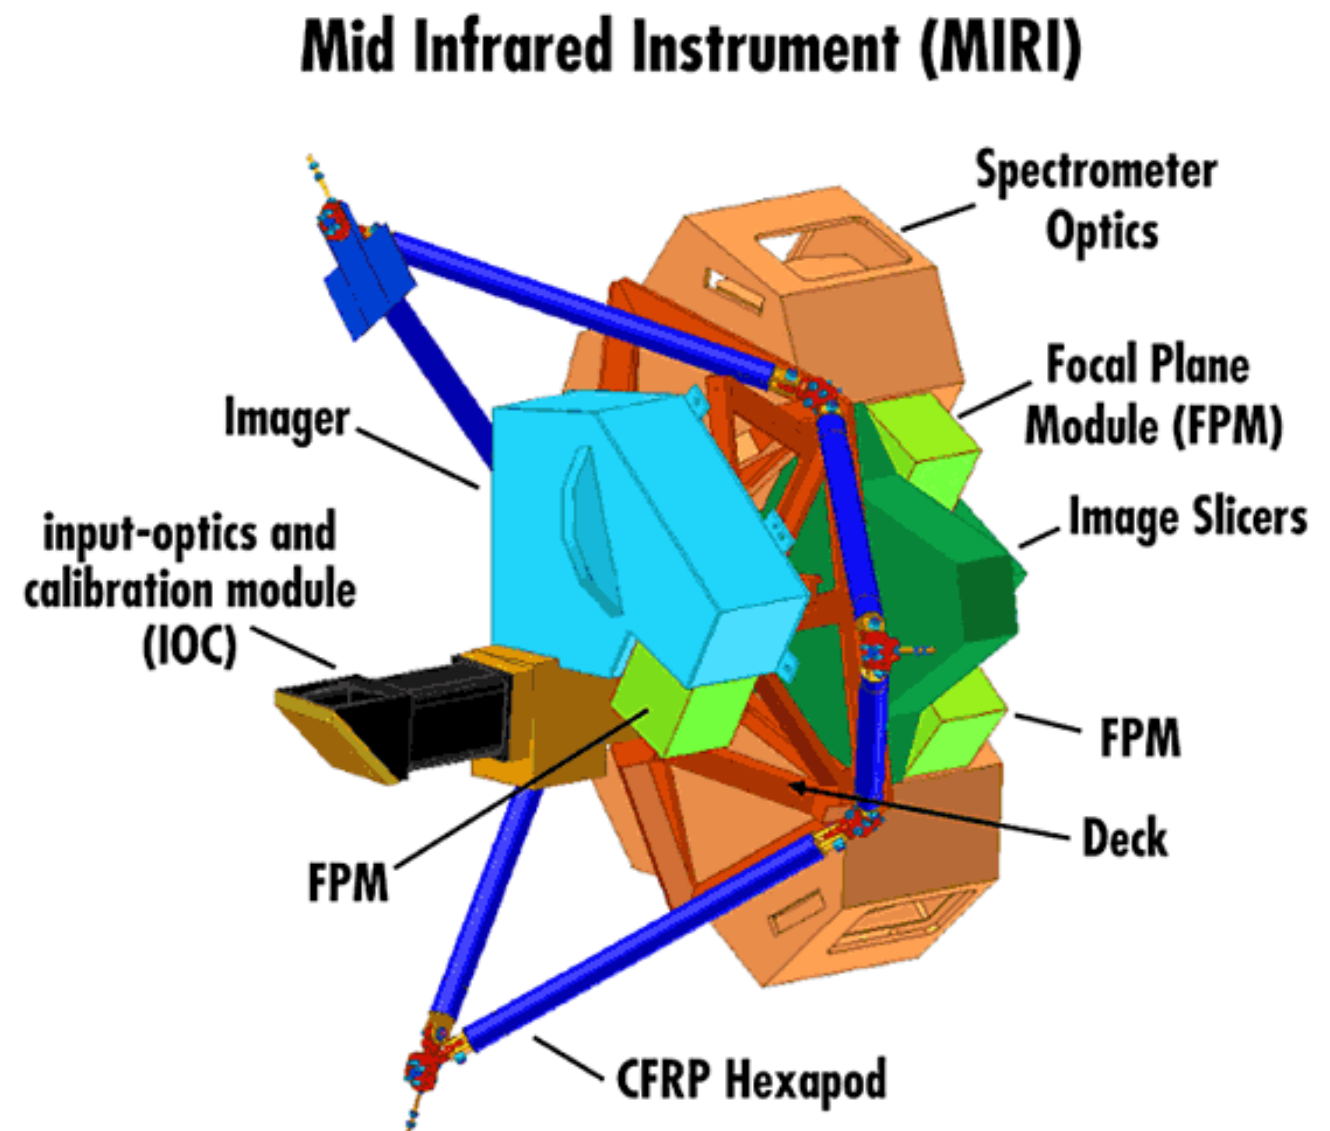 Mid Infrared Instrument (MIRI)
Spectrometer
Optics
Focal Plane
Module (FPM)
Imager
Image Slicers
input-optics and
calibration module
(IOC)
FPM
Deck
FPM
CFRP Hexapod